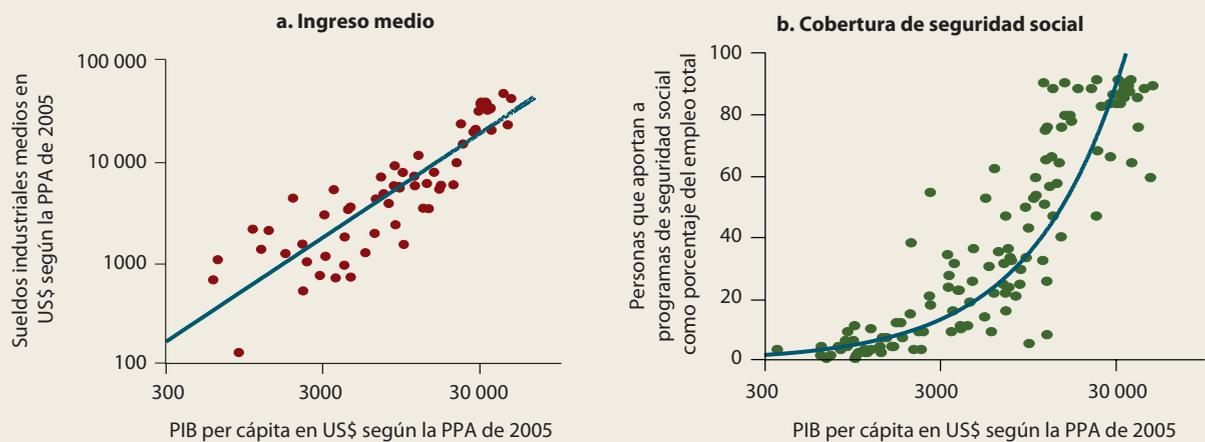 a. Ingreso medio
Sueldos industriales medios en
US$ según la PPA de 2005
100 000
10 000
1000
100
300
3000
30 000
PIB per cápita en US$ según la PPA de 2005
b. Cobertura de seguridad social
Personas que aportan a
programas de seguridad social
como porcentaje del empleo total
100
80
60
40
20
0
300
3000
30 000
PIB per cápita en US$ según la PPA de 2005